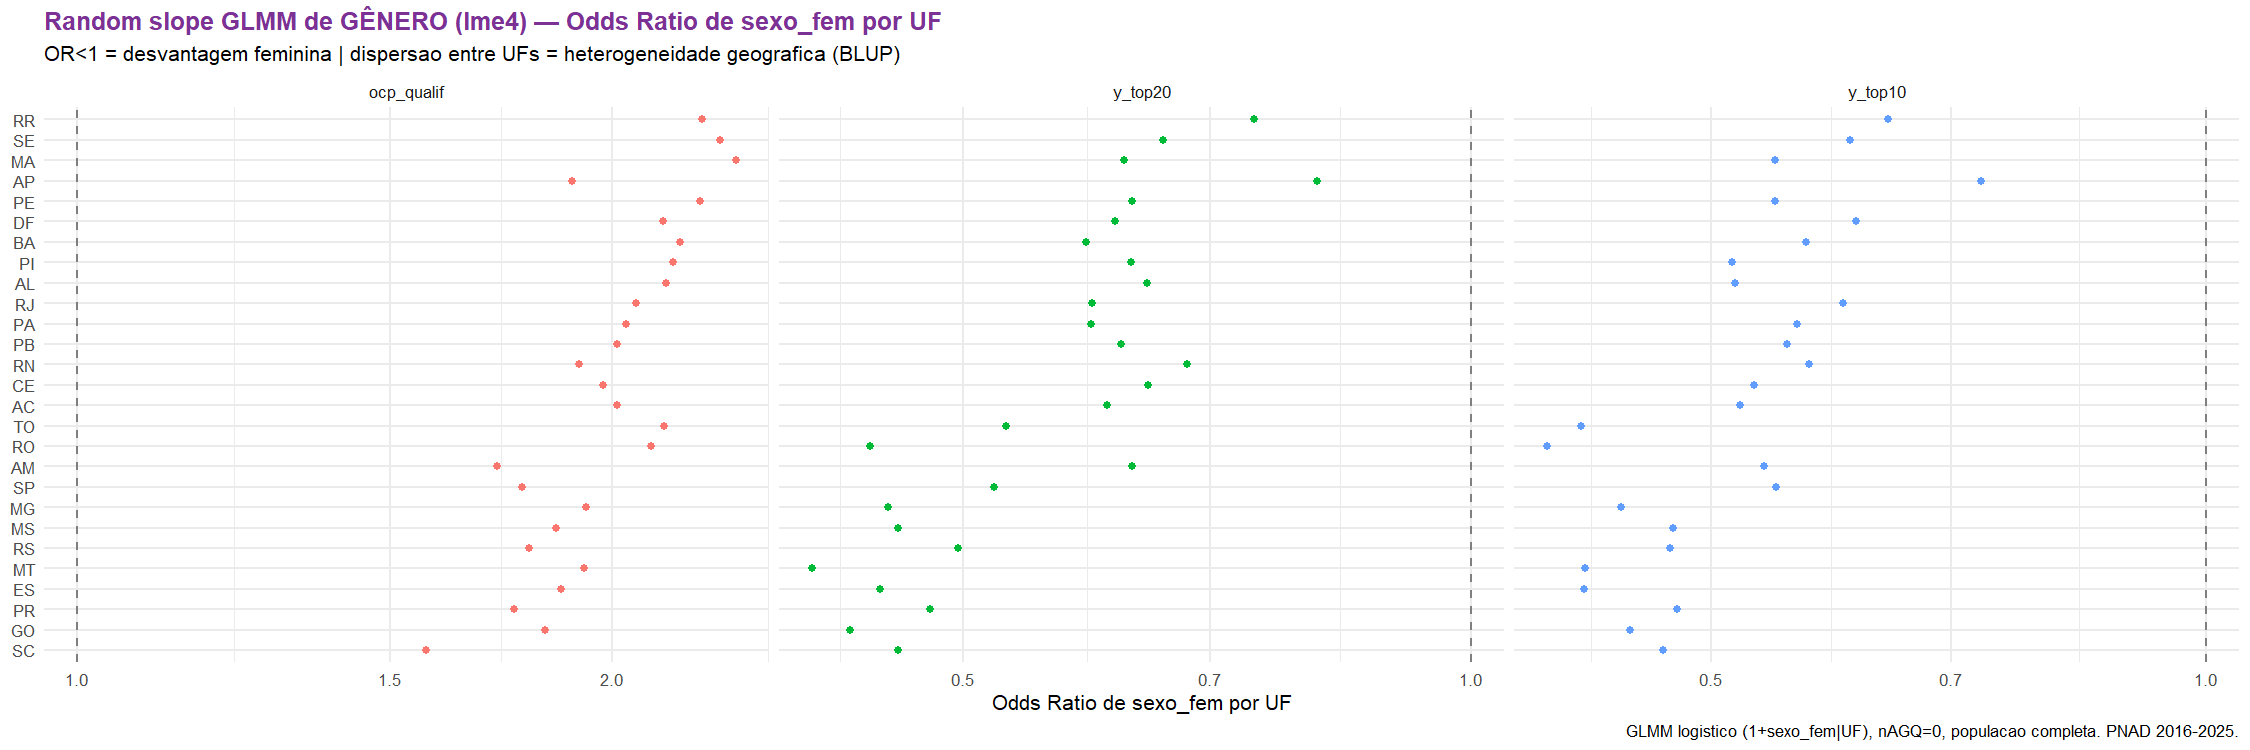 Random slope GLMM de GÊNERO (lme4) — Odds Ratio de sexo_fem por UF
OR<1 = desvantagem feminina | dispersao entre UFs = heterogeneidade geografica (BLUP)
ocp_qualif y_top20 y_top10
RR
SE
MA
AP
PE
DF
BA
PI
AL
RJ
PA
PB
RN
CE
AC
TO
RO
AM
SP
MG
MS
RS
MT
ES
PR
GO
SC
1.0 1.5 2.0 0.5 0.7 1.0 0.5 0.7 1.0
Odds Ratio de sexo_fem por UF
GLMM logistico (1+sexo_fem|UF), nAGQ=0, populacao completa. PNAD 2016-2025.